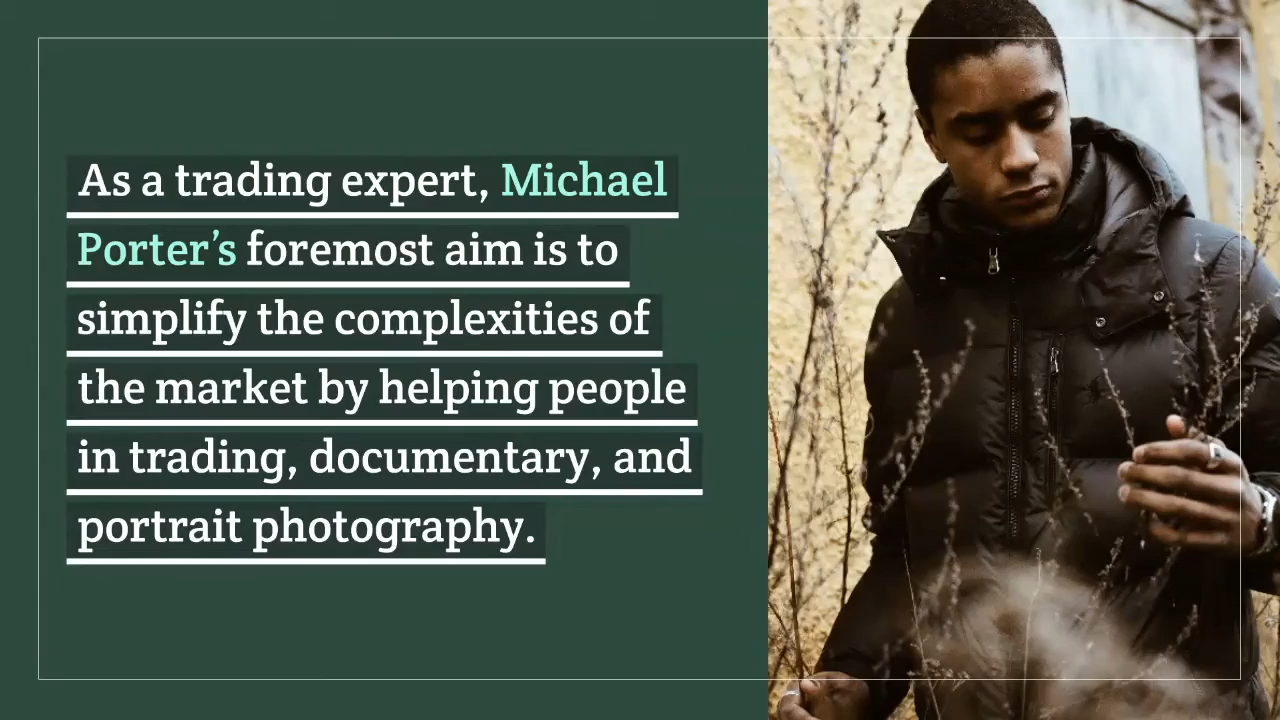 As a trading expert, Michael
Porter’s foremost aim is to
simplify the complexities of
the market by helping people
in trading, documentary, and
portrait photography.